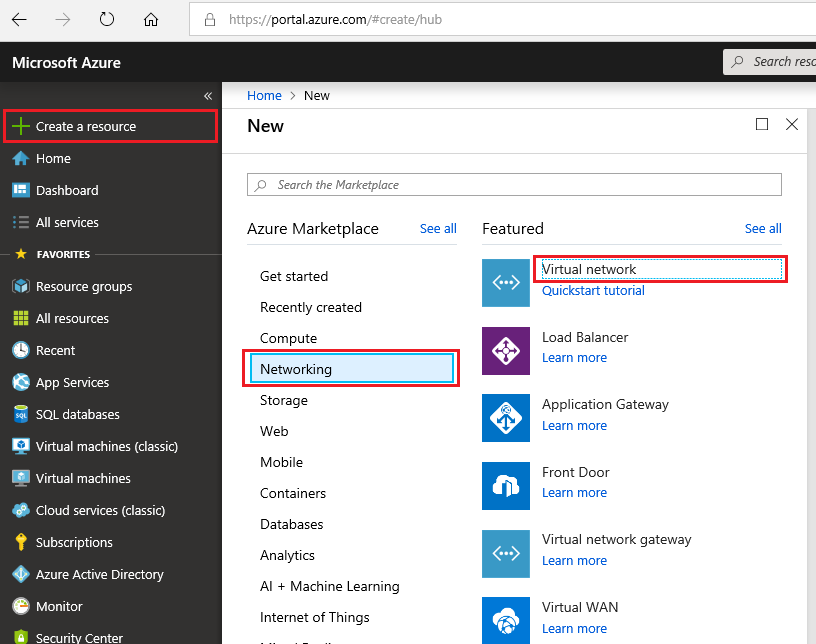 https://portal.azure.com/#create/hub
Microsoft Azure
Search reso
«
Create a resource
Home
Dashboard
All services
FAVORITES
Resource groups
All resources
Recent
App Services
SQL databases
Virtual machines (classic)
Virtual machines
Cloud services (classic)
Subscriptions
Azure Active Directory
Monitor
Security Center
Home > New
New
Search the Marketplace
Azure Marketplace See all
Get started
Recently created
Compute
Networking
Storage
Web
Mobile
Containers
Databases
Analytics
AI + Machine Learning
Internet of Things
Featured See all
Virtual network
Quickstart tutorial
Load Balancer
Learn more
Application Gateway
Learn more
Front Door
Learn more
Virtual network gateway
Learn more
Virtual WAN
Learn more